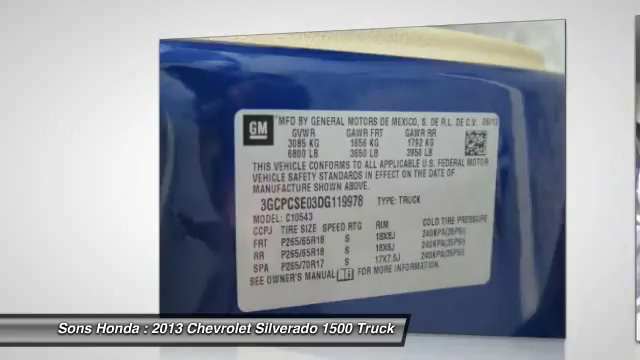 GM
MFD BY GENERAL MOTORS DE MEXICO, S. DE R.L. DE C.V.
GVWR GAWR FRT GAWR RR
3085 KG 1656 KG 1792 KG
6800 LB 3650 LB 3950 LB
THIS VEHICLE CONFORMS TO ALL APPLICABLE U.S. FEDERAL MOTOR
VEHICLE SAFETY STANDARDS IN EFFECT ON THE DATE OF
MANUFACTURE SHOWN ABOVE.
3GCPCSE03DG119978 TYPE: TRUCK
MODEL: C10543
CCPJ TIRE SIZE SPEED RTG RIM COLD TIRE PRESSURE
FRT P265/65R18 S 18X8J 240KPA(35PSI)
RR P265/65R18 S 18X8J 240KPA(35PSI)
SPA P265/70R17 S 17X7.5J 240KPA(35PSI)
SEE OWNER'S MANUAL FOR MORE INFORMATION.
Sons Honda : 2013 Chevrolet Silverado 1500 Truck